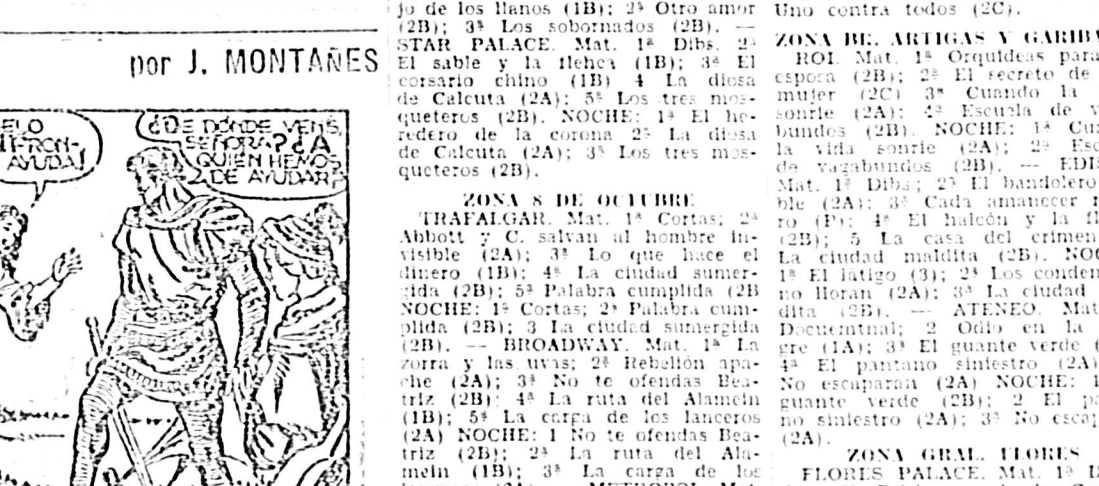 por J. MONTAÑES
ELO
FRON-
AYUDA!
¿DE DÓNDE VENS,
SEÑORA? ¿A
QUIEN HEMOS
DE AYUDAR?
jo de los llanos (1B); 2ª Otro amor
(2B); 3ª Los sobornados (2B). —
STAR PALACE. Mat. 1ª Dibs. 2ª
El sable y la flecha (1B); 3ª El
corsario chino (1B) 4 La diosa
de Calcuta (2A); 5ª Los tres mos-
queteros (2B). NOCHE: 1ª El he-
redero de la corona 2ª La diosa
de Calcuta (2A); 3ª Los tres mos-
queteros (2B).
ZONA 8 DE OCTUBRE
TRAFALGAR. Mat. 1ª Cortas; 2ª
Abbott y C. salvan al hombre in-
visible (2A); 3ª Lo que hace el
dinero (1B); 4ª La ciudad sumer-
gida (2B); 5ª Palabra cumplida (2B
NOCHE: 1ª Cortas; 2ª Palabra cum-
plida (2B); 3 La ciudad sumergida
(2B). — BROADWAY. Mat. 1ª La
zorra y las uvas; 2ª Rebelión apa-
che (2A); 3ª No te ofendas Bea-
triz (2B); 4ª La ruta del Alamein
(1B); 5ª La carga de los lanceros
(2A) NOCHE: 1 No te ofendas Bea-
triz (2B); 2ª La ruta del Ala-
mein (1B); 3ª La carga de los
Uno contra todos (2C).
ZONA BE. ARTIGAS Y GARIBA
ROI. Mat. 1ª Orquídeas para
esposa (2B); 2ª El secreto de
mujer (2C) 3ª Cuando la
sonríe (2A); 4ª Escuela de v
bundos (2B). NOCHE: 1ª Cu
la vida sonríe (2A); 2ª Esc
de vagabundos (2B). — EDI
Mat. 1ª Dibs.; 2ª El bandolero
ble (2A); 3ª Cada amanecer m
ro (P); 4ª El halcón y la fl
(2B); 5 La casa del crimen
La ciudad maldita (2B). NOC
1ª El látigo (3); 2ª Los conden
no lloran (2A); 3ª La ciudad
dita (2B). — ATENEO. Mat
Docuemtnal; 2 Odio en la
gre (1A); 3ª El guante verde (
4ª El pantano siniestro (2A)
No escaparán (2A) NOCHE: 1
guante verde (2B); 2 El pa
no siniestro (2A); 3ª No escap
(2A).
ZONA GRAL. FLORES
FLORES PALACE. Mat. 1ª D